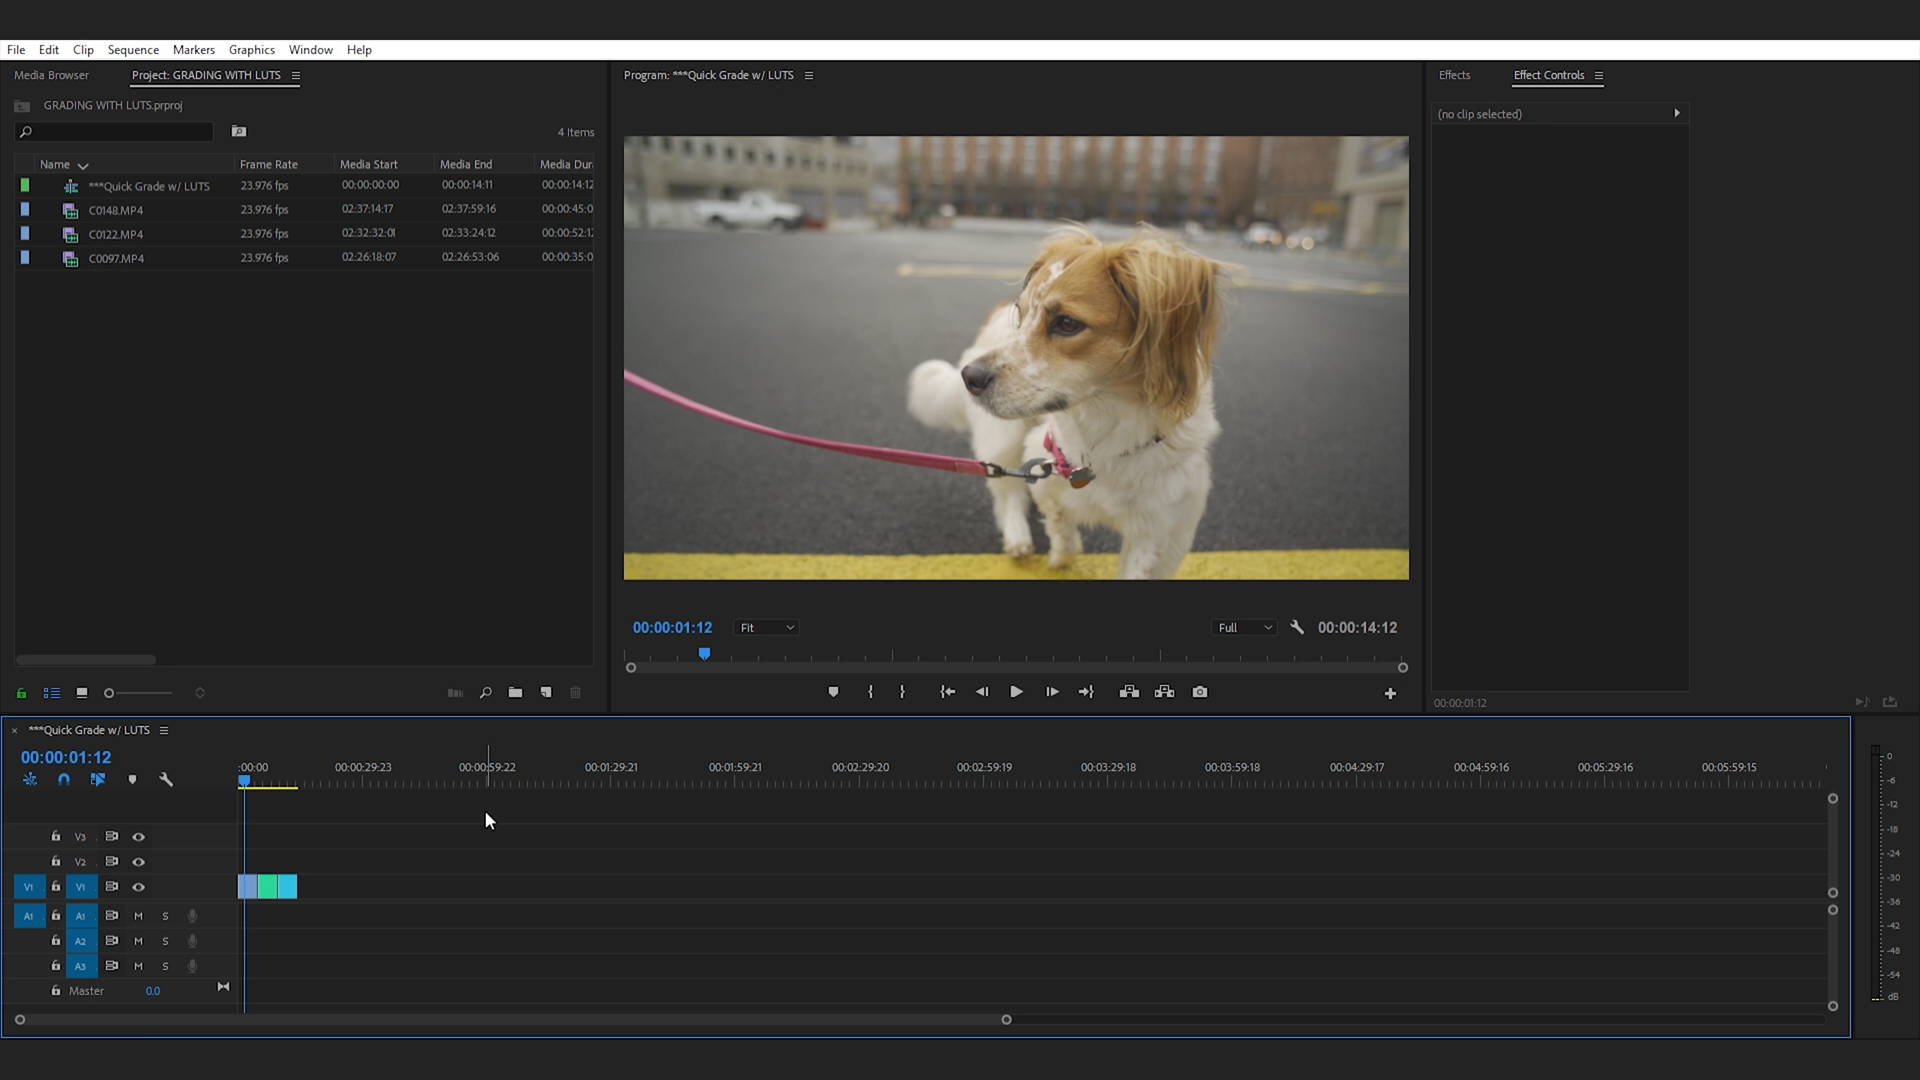 File Edit Clip Sequence Markers Graphics Window Help
Media Browser Project: GRADING WITH LUTS
GRADING WITH LUTS.prproj
4 Items
Name Frame Rate Media Start Media End Media Dur
***Quick Grade w/ LUTS 23.976 fps 00:00:00:00 00:00:14:11 00:00:14:12
C0148.MP4 23.976 fps 02:37:14:17 02:37:59:16 00:00:45:0
C0122.MP4 23.976 fps 02:32:32:01 02:33:24:12 00:00:52:1
C0097.MP4 23.976 fps 02:26:18:07 02:26:53:06 00:00:35:0
Program: ***Quick Grade w/ LUTS
00:00:01:12 Fit Full 00:00:14:12
Effects Effect Controls
(no clip selected)
00:00:01:12
× ***Quick Grade w/ LUTS
00:00:01:12
:00:00 00:00:29:23 00:00:59:22 00:01:29:21 00:01:59:21 00:02:29:20 00:02:59:19 00:03:29:18 00:03:59:18 00:04:29:17 00:04:59:16 00:05:29:16 00:05:59:15
V3
V2
V1 V1
A1 A1 M S
A2 M S
A3 M S
Master 0.0
0
-6
-12
-18
-24
-30
-36
-42
-48
-54
dB